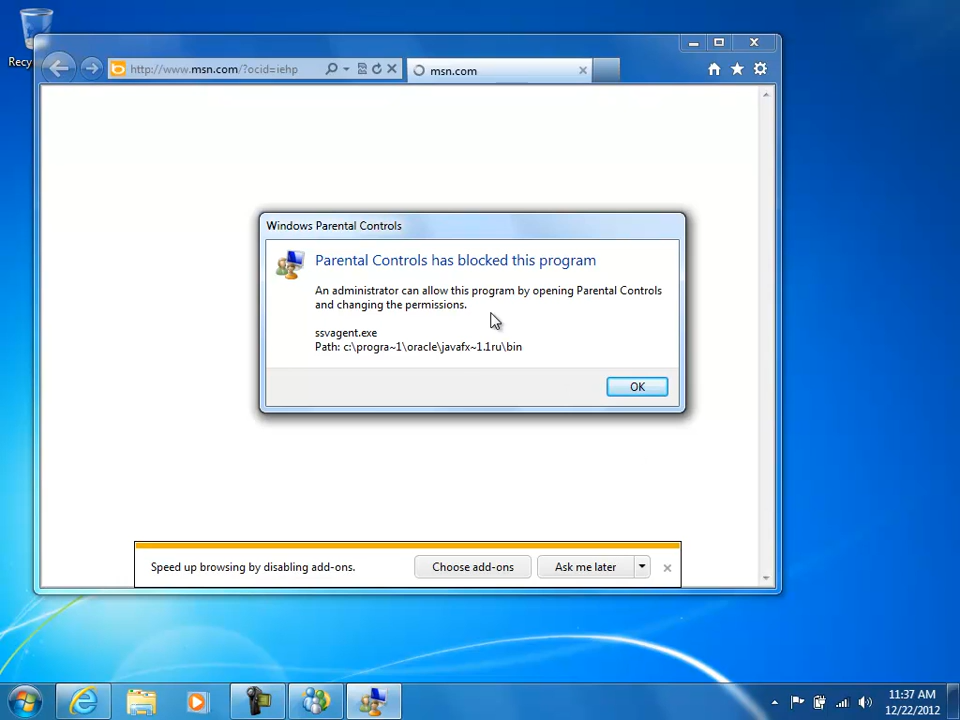 Recy
http://www.msn.com/?ocid=iehp
msn.com
Windows Parental Controls
Parental Controls has blocked this program
An administrator can allow this program by opening Parental Controls
and changing the permissions.
ssvagent.exe
Path: c:\progra~1\oracle\javafx~1.1ru\bin
OK
Speed up browsing by disabling add-ons.
Choose add-ons
Ask me later
11:37 AM
12/22/2012